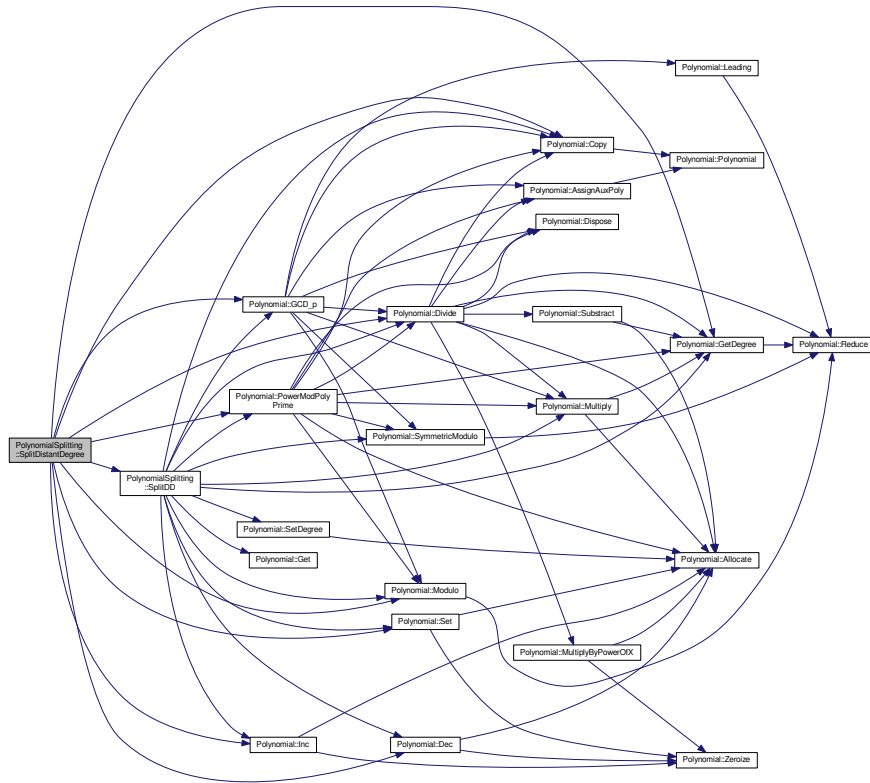 Polynomial::Leading
Polynomial::Copy
Polynomial::Polynomial
Polynomial::AssignAuxPoly
Polynomial::Dispose
Polynomial::GCD_p
Polynomial::Divide
Polynomial::Substract
Polynomial::GetDegree
Polynomial::Reduce
Polynomial::PowerModPoly
Prime
Polynomial::Multiply
Polynomial::SymmetricModulo
PolynomialSplitting
::SplitDistantDegree
PolynomialSplitting
::SplitDD
Polynomial::SetDegree
Polynomial::Get
Polynomial::Allocate
Polynomial::Modulo
Polynomial::Set
Polynomial::MultiplyByPowerOfX
Polynomial::Inc
Polynomial::Dec
Polynomial::Zeroize